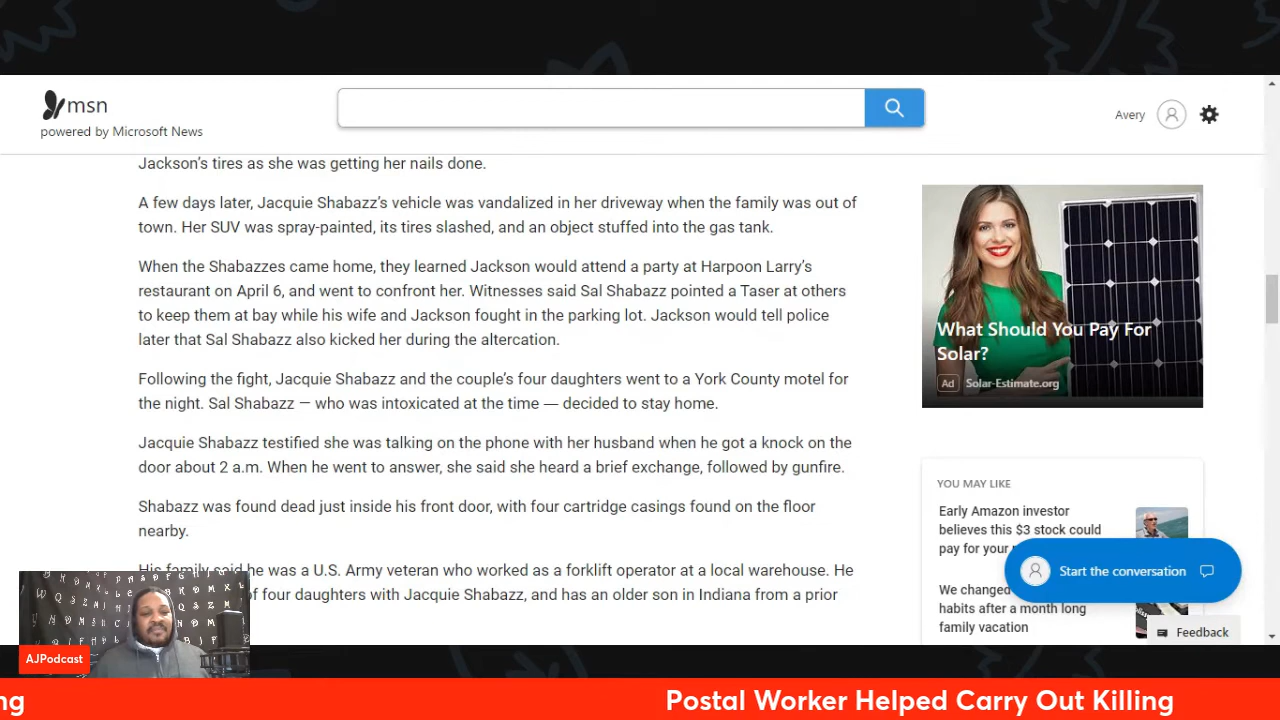 msn
powered by Microsoft News
Avery
Jackson's tires as she was getting her nails done.
A few days later, Jacquie Shabazz's vehicle was vandalized in her driveway when the family was out of
town. Her SUV was spray-painted, its tires slashed, and an object stuffed into the gas tank.
When the Shabazzes came home, they learned Jackson would attend a party at Harpoon Larry's
restaurant on April 6, and went to confront her. Witnesses said Sal Shabazz pointed a Taser at others
to keep them at bay while his wife and Jackson fought in the parking lot. Jackson would tell police
later that Sal Shabazz also kicked her during the altercation.
Following the fight, Jacquie Shabazz and the couple's four daughters went to a York County motel for
the night. Sal Shabazz — who was intoxicated at the time — decided to stay home.
Jacquie Shabazz testified she was talking on the phone with her husband when he got a knock on the
door about 2 a.m. When he went to answer, she said she heard a brief exchange, followed by gunfire.
Shabazz was found dead just inside his front door, with four cartridge casings found on the floor
nearby.
His family said he was a U.S. Army veteran who worked as a forklift operator at a local warehouse. He
of four daughters with Jacquie Shabazz, and has an older son in Indiana from a prior
What Should You Pay For
Solar?
Ad Solar-Estimate.org
YOU MAY LIKE
Early Amazon investor
believes this $3 stock could
pay for your
We changed
habits after a month long
family vacation
Start the conversation
Feedback
AJPodcast
ng
Postal Worker Helped Carry Out Killing